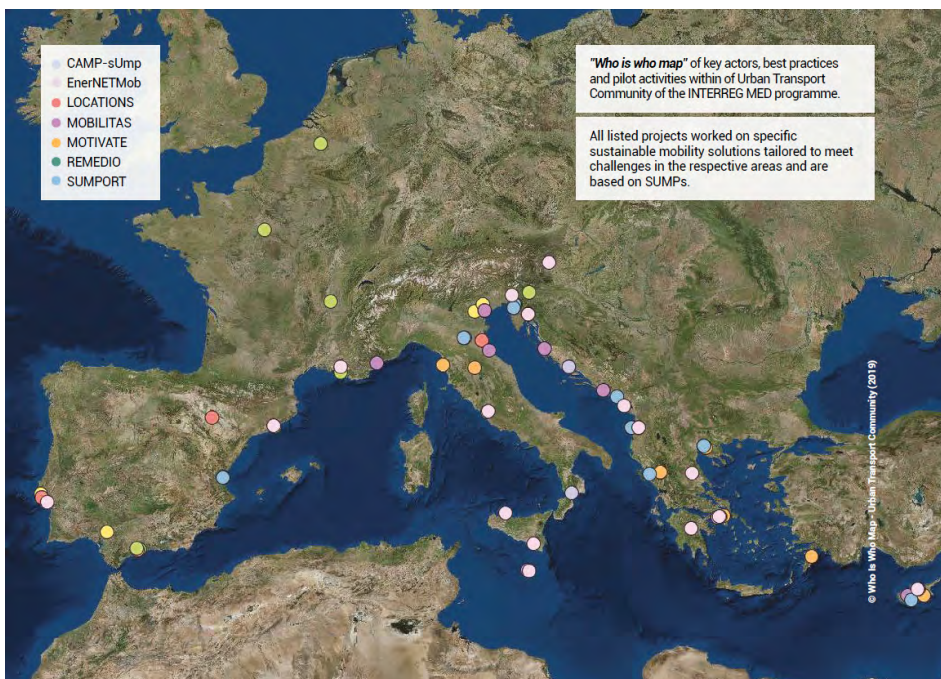 CAMP-sUmp
EnerNETMob
LOCATIONS
MOBILITAS
MOTIVATE
REMEDIO
SUMPORT
"Who is who map" of key actors, best practices
and pilot activities within of Urban Transport
Community of the INTERREG MED programme.
All listed projects worked on specific
sustainable mobility solutions tailored to meet
challenges in the respective areas and are
based on SUMPs.
© Who Is Who Map - Urban Transport Community (2019)